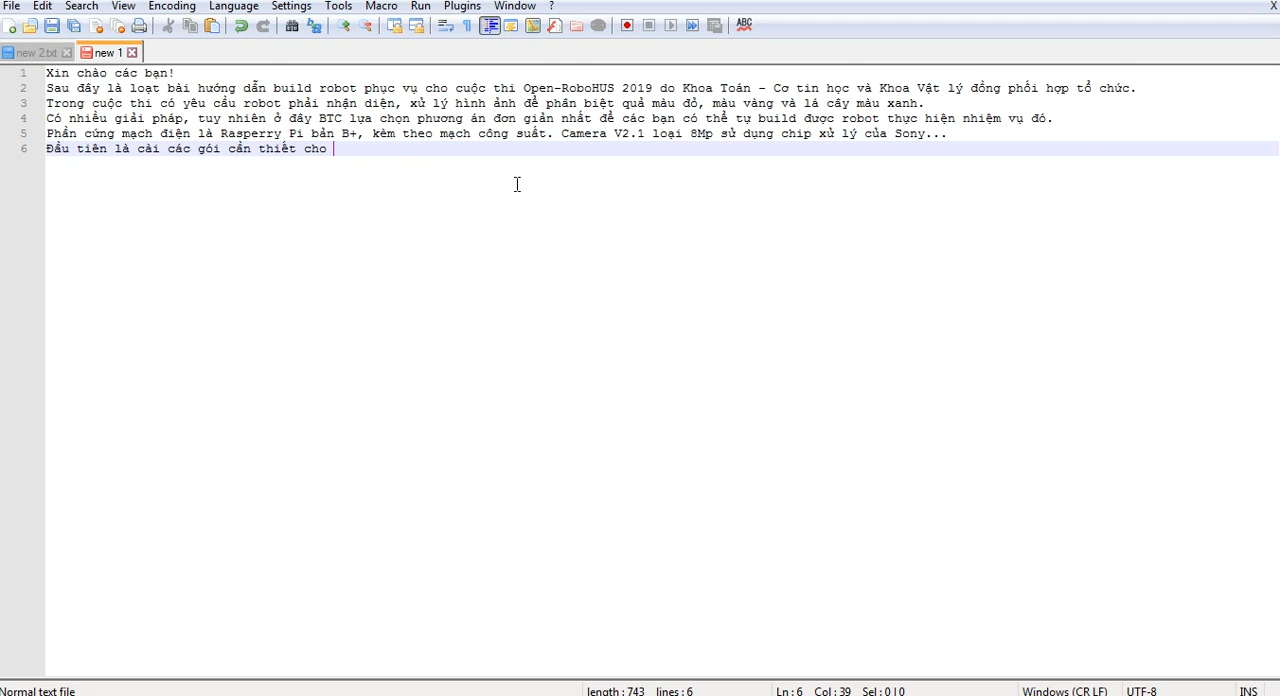 File Edit Search View Encoding Language Settings Tools Macro Run Plugins Window ? X
ABC
new 2.txt new 1
1 Xin chào các bạn!
2 Sau đây là loạt bài hướng dẫn build robot phục vụ cho cuộc thi Open-RoboHUS 2019 do Khoa Toán - Cơ tin học và Khoa Vật lý đồng phối hợp tổ chức.
3 Trong cuộc thi có yêu cầu robot phải nhận diện, xử lý hình ảnh để phân biệt quả màu đỏ, màu vàng và lá cây màu xanh.
4 Có nhiều giải pháp, tuy nhiên ở đây BTC lựa chọn phương án đơn giản nhất để các bạn có thể tự build được robot thực hiện nhiệm vụ đó.
5 Phần cứng mạch điện là Rasperry Pi bản B+, kèm theo mạch công suất. Camera V2.1 loại 8Mp sử dụng chip xử lý của Sony...
6 Đầu tiên là cài các gói cần thiết cho
Normal text file length : 743 lines : 6 Ln : 6 Col : 39 Sel : 0 | 0 Windows (CR LF) UTF-8 INS